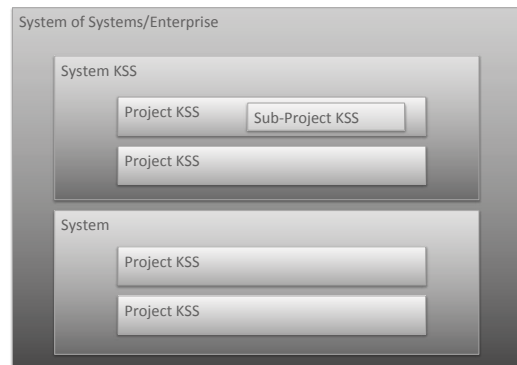 System of Systems/Enterprise
System KSS
Project KSS
Sub-Project KSS
Project KSS
System
Project KSS
Project KSS